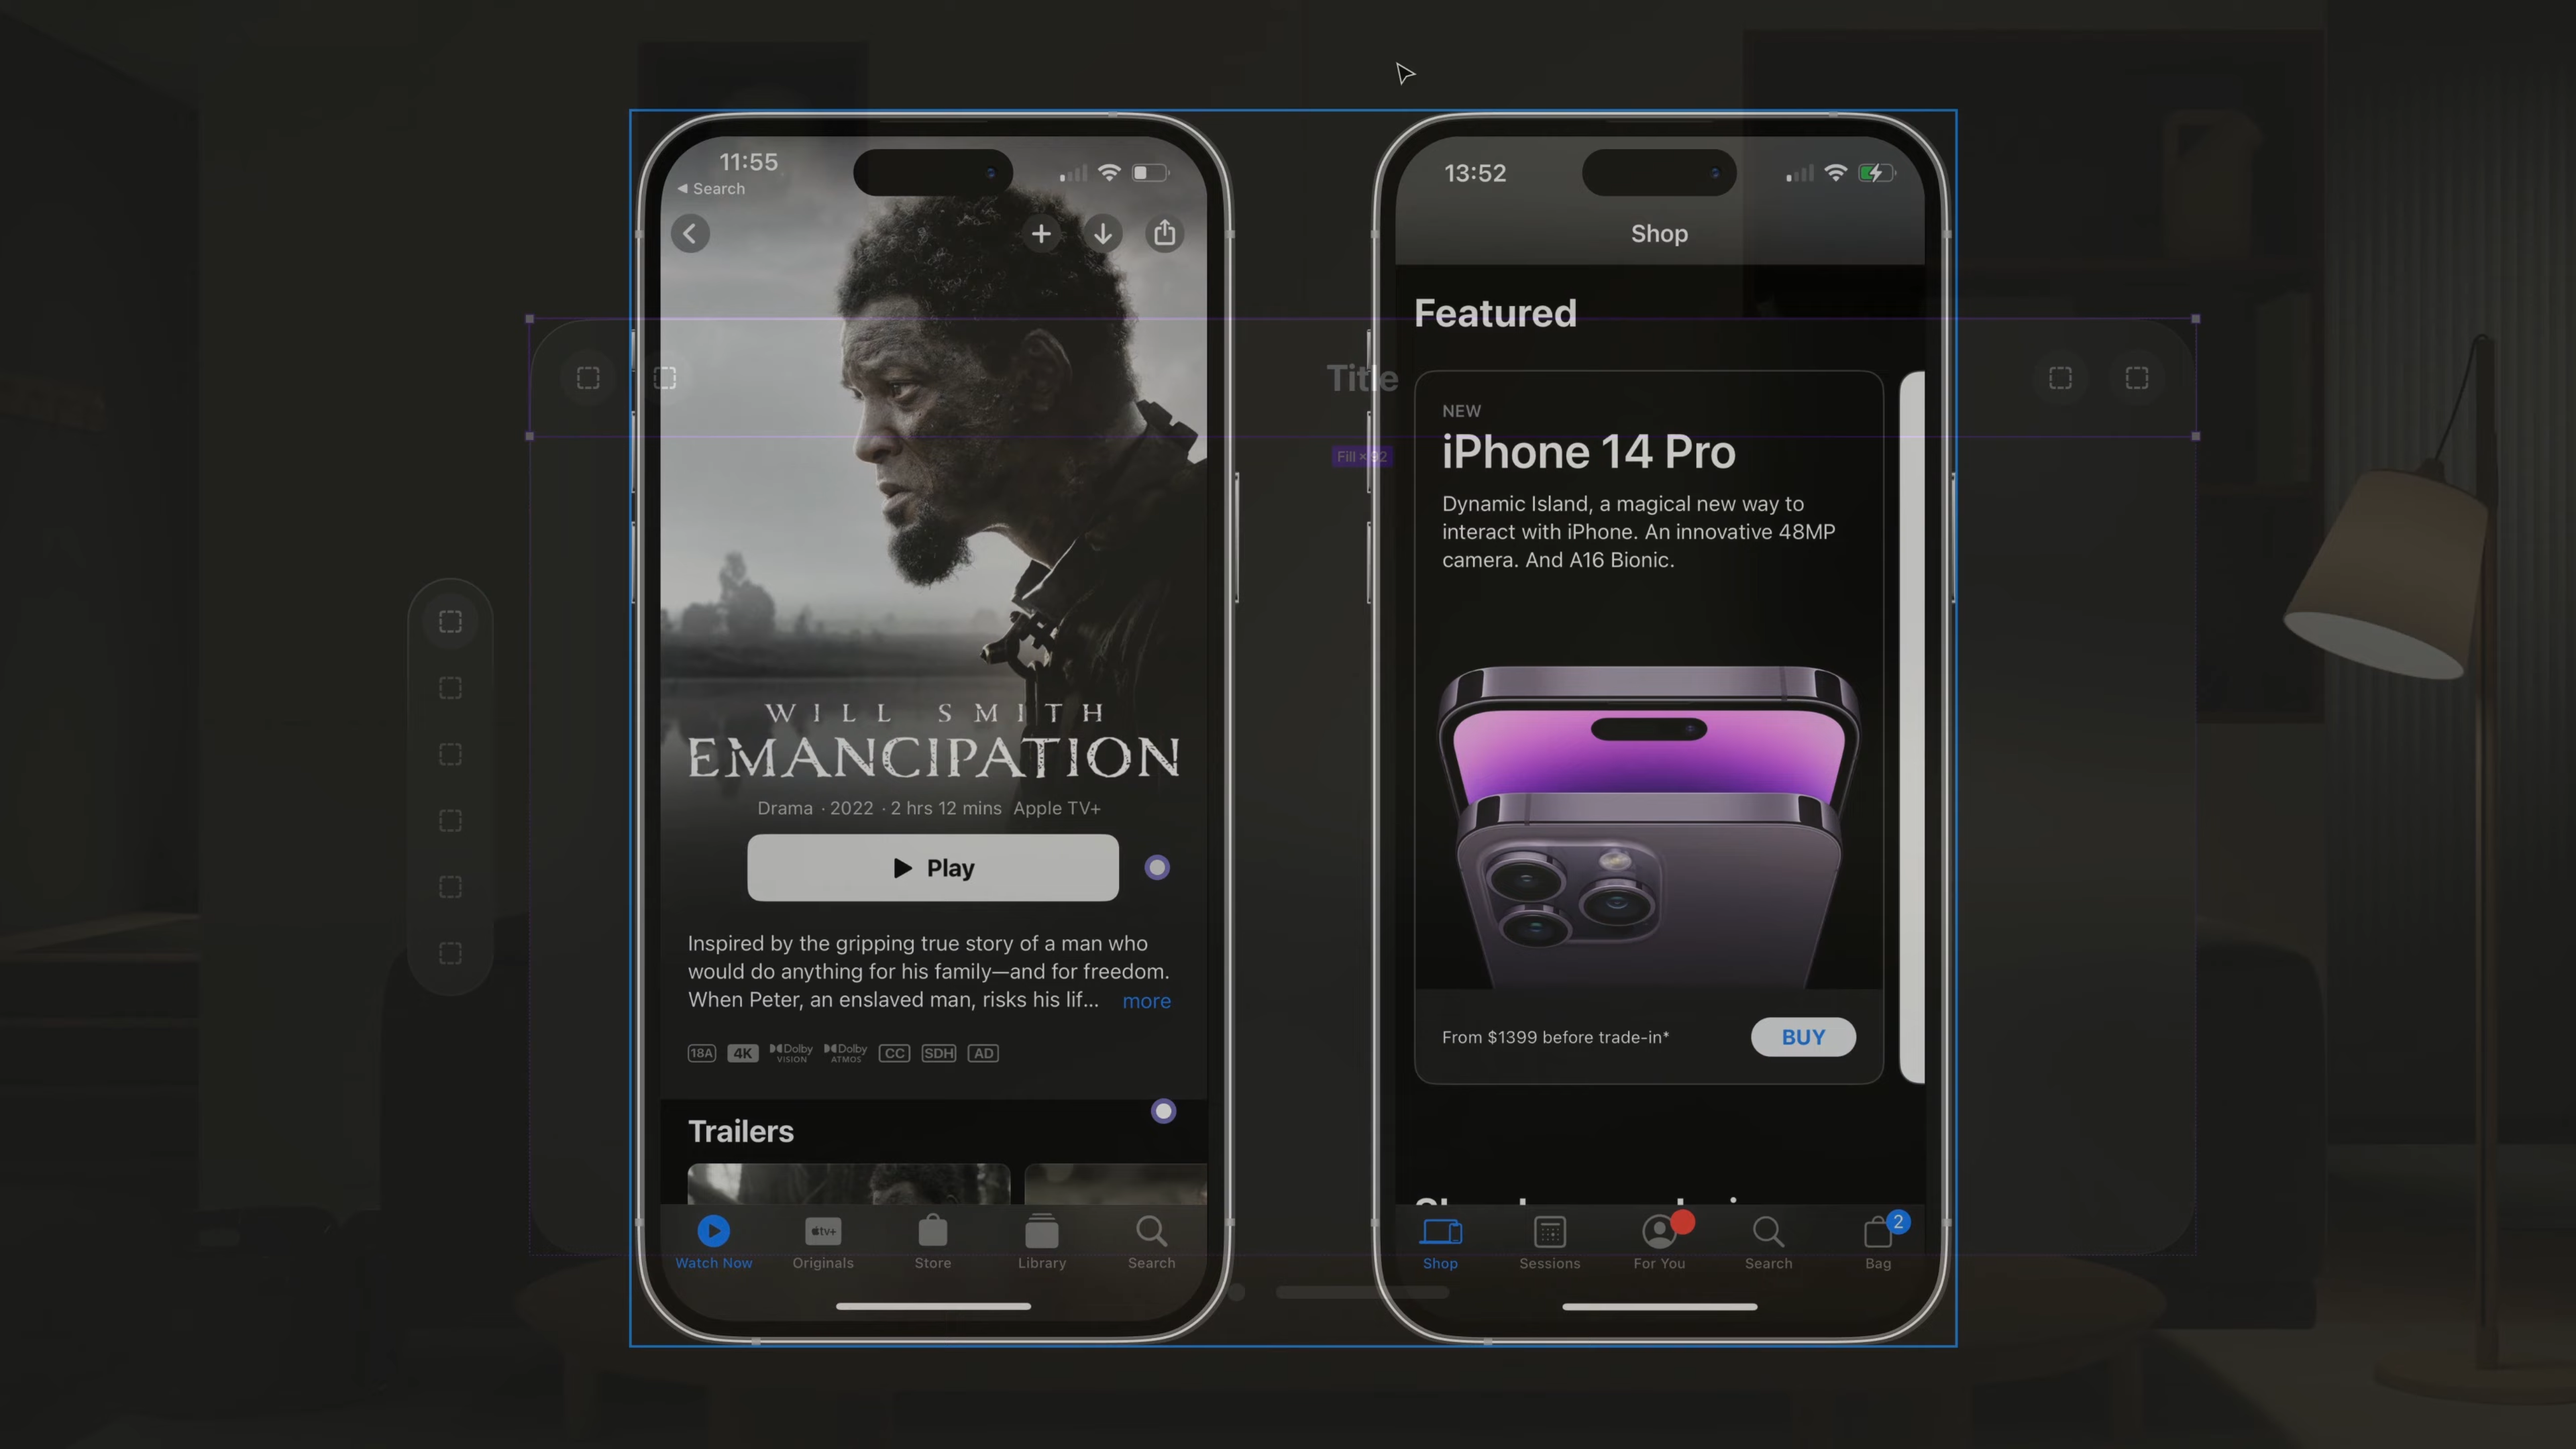 11:55
Search
WILL SMITH
EMANCIPATION
Drama · 2022 · 2 hrs 12 mins Apple TV+
Play
Inspired by the gripping true story of a man who
would do anything for his family—and for freedom.
When Peter, an enslaved man, risks his lif... more
18A 4K Dolby VISION Dolby ATMOS CC SDH AD
Trailers
Watch Now
tv+
Originals
Store
Library
Search
Title
13:52
Shop
Featured
NEW
iPhone 14 Pro
Dynamic Island, a magical new way to
interact with iPhone. An innovative 48MP
camera. And A16 Bionic.
From $1399 before trade-in*
BUY
Shop
Sessions
For You
Search
2
Bag